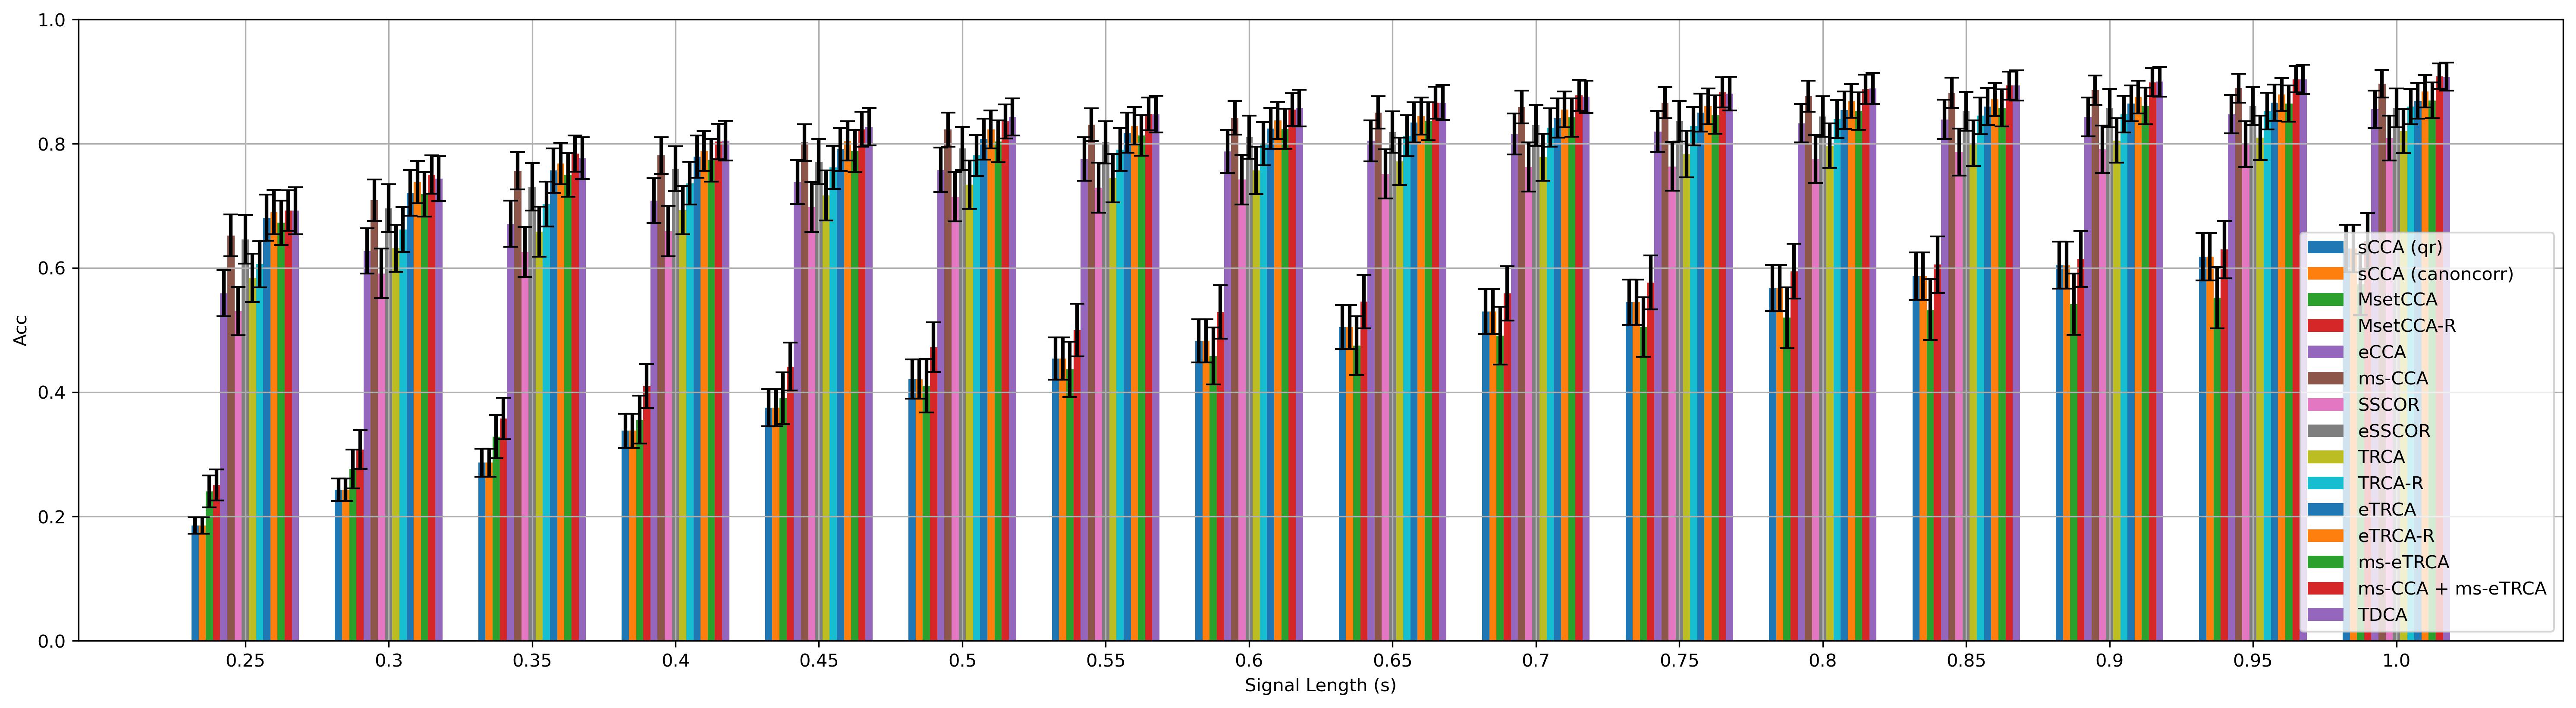 1.0
0.8
0.6
0.4
0.2
0.0
Acc
0.25 0.3 0.35 0.4 0.45 0.5 0.55 0.6 0.65 0.7 0.75 0.8 0.85 0.9 0.95 1.0
Signal Length (s)
sCCA (qr)
sCCA (canoncorr)
MsetCCA
MsetCCA-R
eCCA
ms-CCA
SSCOR
eSSCOR
TRCA
TRCA-R
eTRCA
eTRCA-R
ms-eTRCA
ms-CCA + ms-eTRCA
TDCA